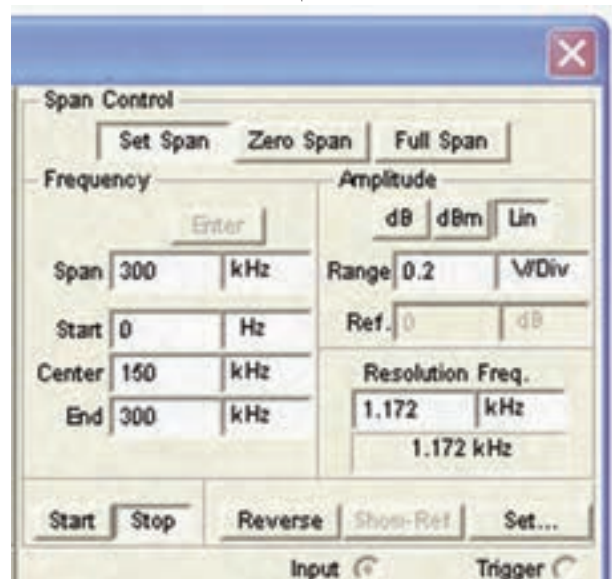 Span Control
Set Span Zero Span Full Span
Frequency
Enter
Span 300 kHz
Start 0 Hz
Center 150 kHz
End 300 kHz
Amplitude
dB dBm Lin
Range 0.2 V/Div
Ref. 0 dB
Resolution Freq.
1.172 kHz
1.172 kHz
Start Stop Reverse Show-Ref Set...
Input Trigger